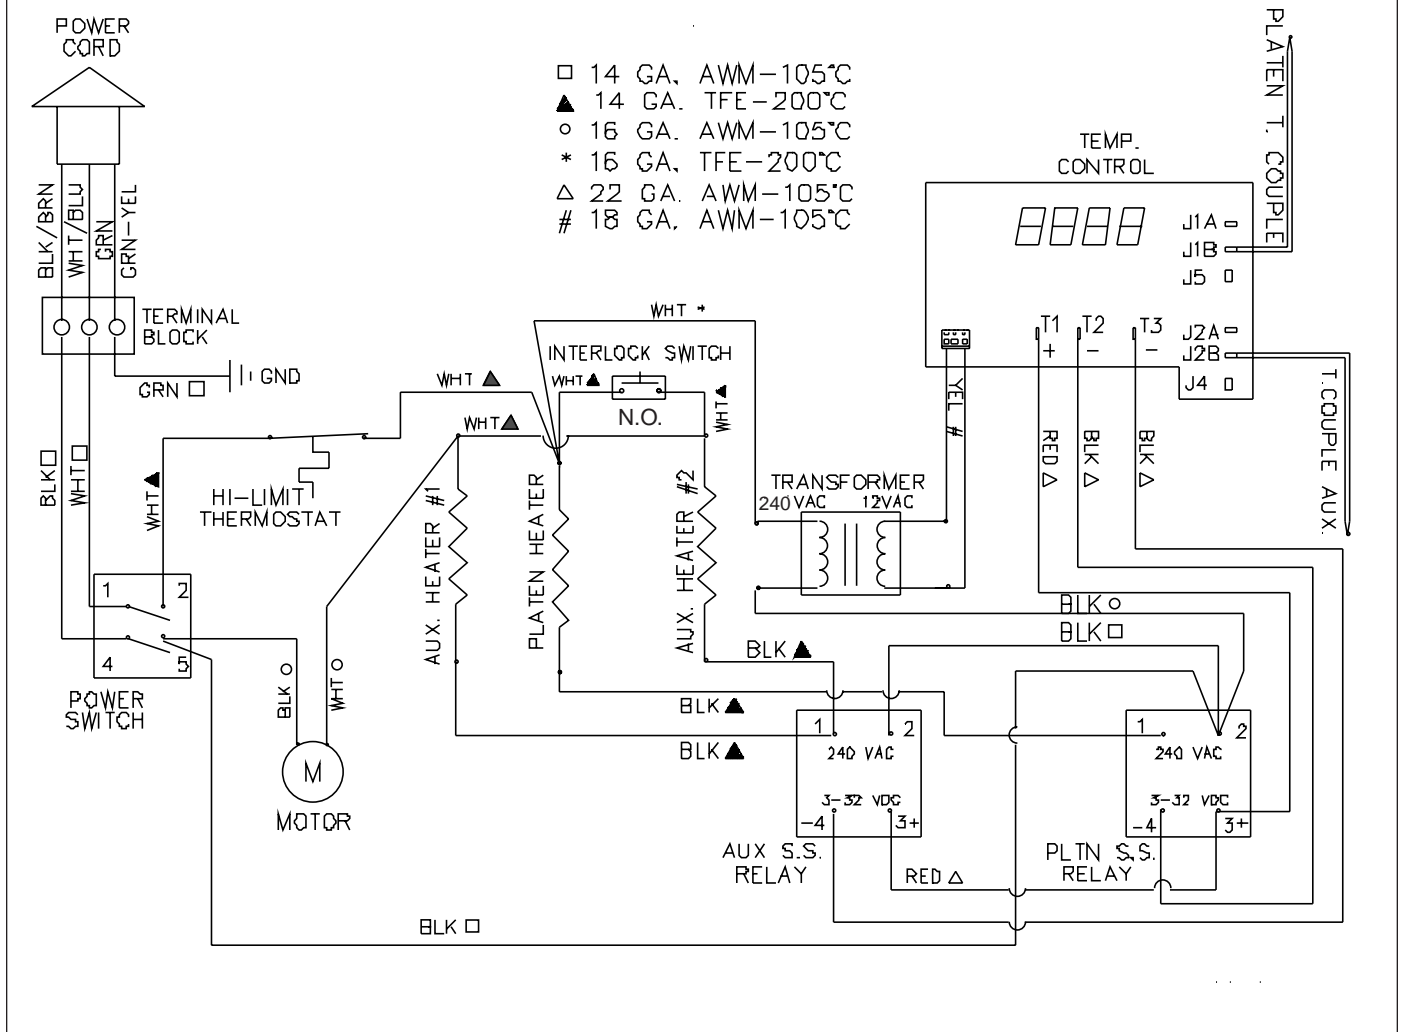 POWER
CORD
□ 14 GA. AWM-105°C
▲ 14 GA. TFE-200°C
○ 16 GA. AWM-105°C
* 16 GA. TFE-200°C
△ 22 GA. AWM-105°C
# 18 GA. AWM-105°C
PLATEN T. COUPLE
TEMP.
CONTROL
BLK/BRN
WHT/BLU
GRN
GRN-YEL
J1A
J1B
J5
TERMINAL
BLOCK
GRN □
GND
WHT *
INTERLOCK SWITCH
WHT ▲
WHT ▲
N.O.
WHT ▲
WHT ▲
T1
+
T2
-
T3
-
J2A
J2B
J4
YEL #
T.COUPLE AUX.
RED △
BLK △
BLK △
BLK □
WHT □
WHT ▲
HI-LIMIT
THERMOSTAT
AUX. HEATER #1
PLATEN HEATER
AUX. HEATER #2
TRANSFORMER
240 VAC 12VAC
1 2
4 5
POWER
SWITCH
BLK ○
WHT ○
M
MOTOR
BLK ○
BLK □
BLK ▲
BLK ▲
BLK ▲
1 2
240 VAC
3-32 VDC
-4 3+
AUX S.S.
RELAY
1 2
240 VAC
3-32 VDC
-4 3+
PLTN S.S.
RELAY
RED △
BLK □